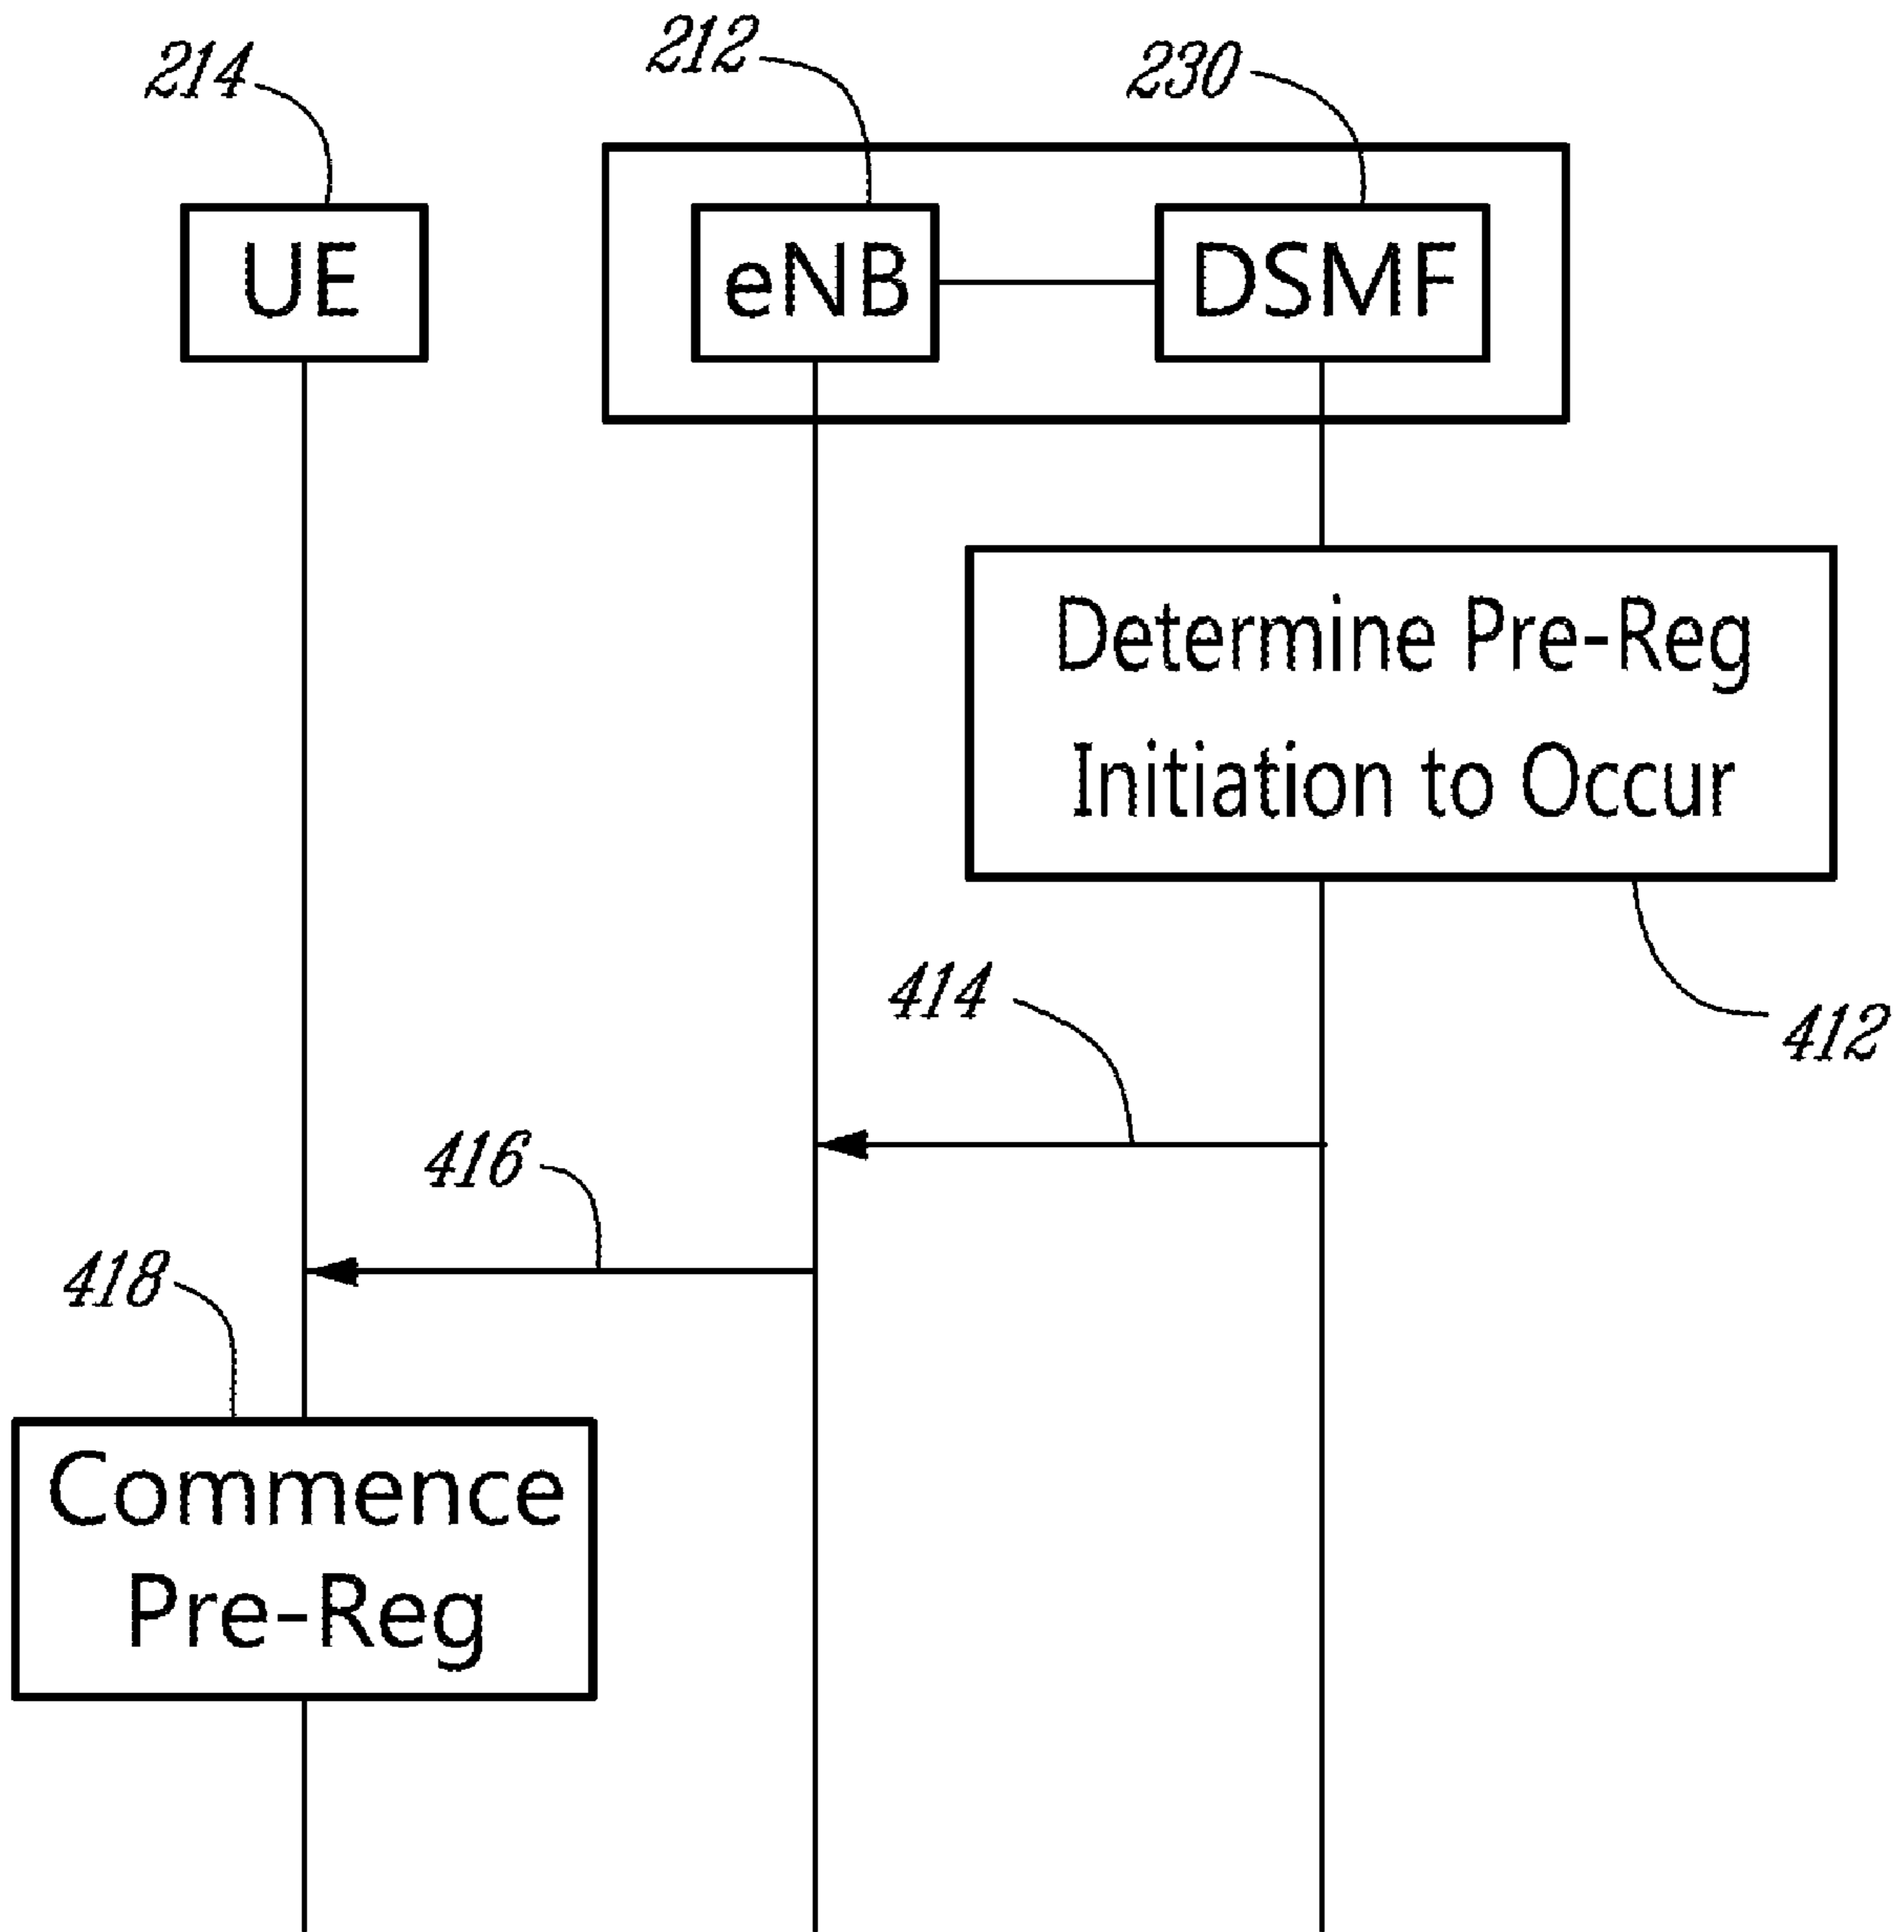 214
212
230
UE
eNB
DSMF
Determine Pre-Reg
Initiation to Occur
414
412
416
418
Commence
Pre-Reg